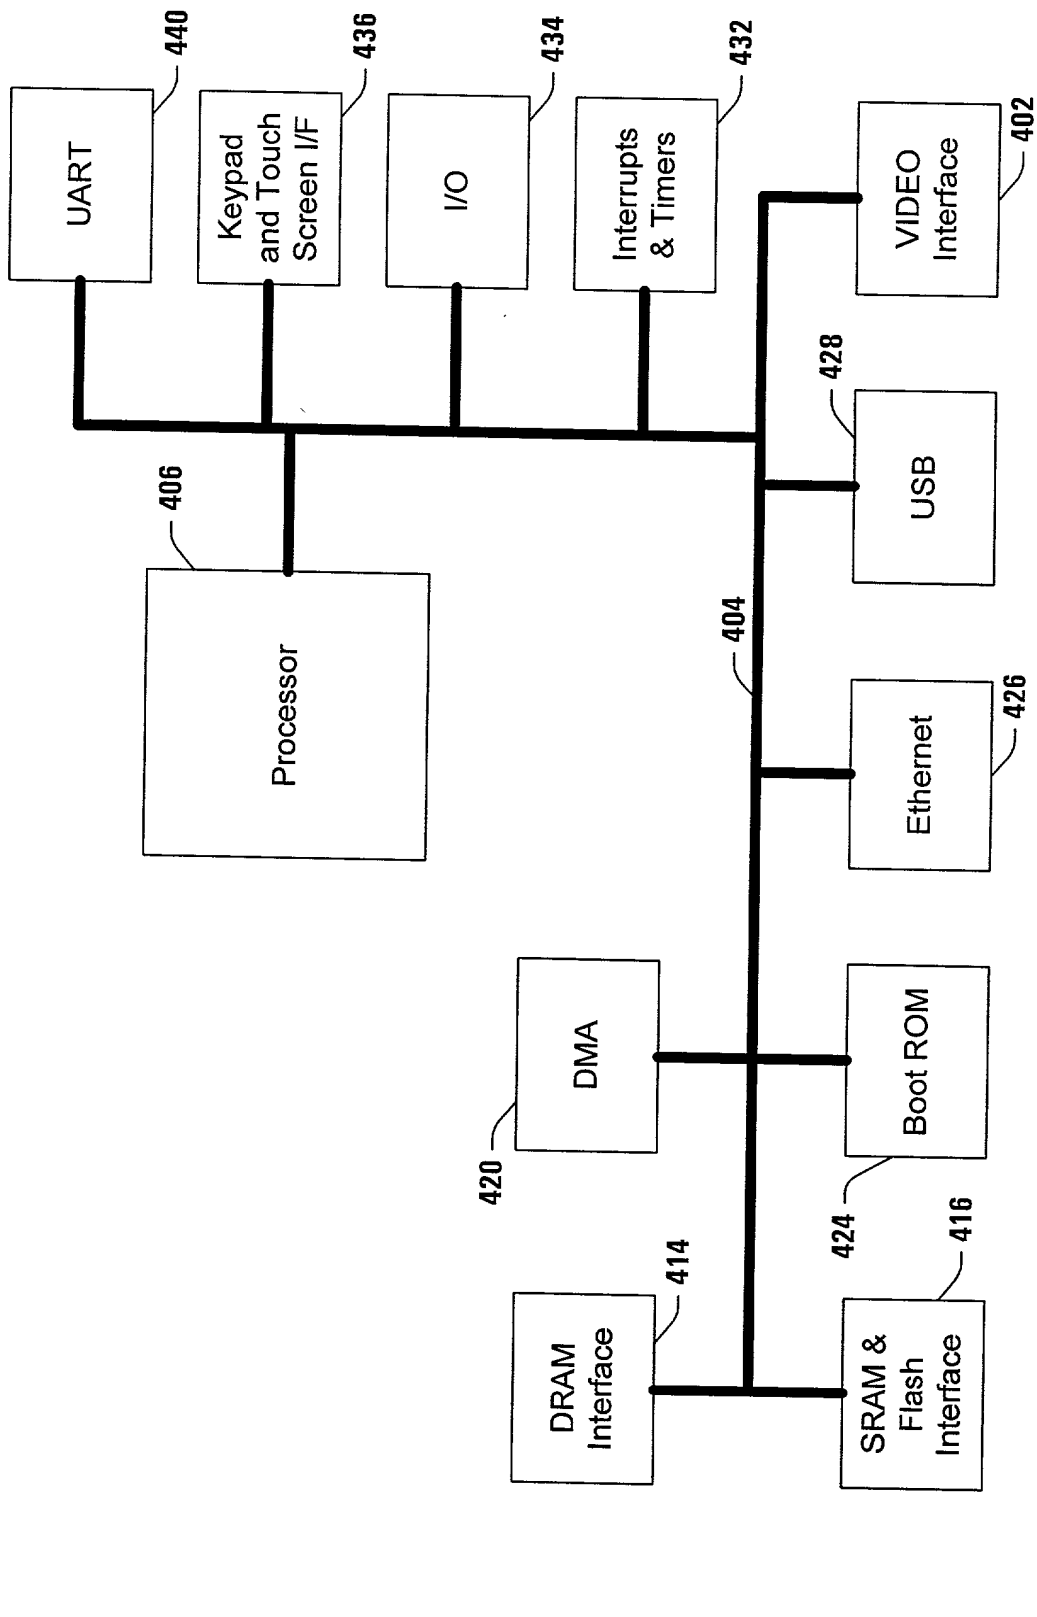 DRAM
Interface
414
SRAM &
Flash
Interface
416
DMA
420
Boot ROM
424
Processor
406
404
Ethernet
426
USB
428
UART
440
Keypad
and Touch
Screen I/F
436
I/O
434
Interrupts
& Timers
432
VIDEO
Interface
402